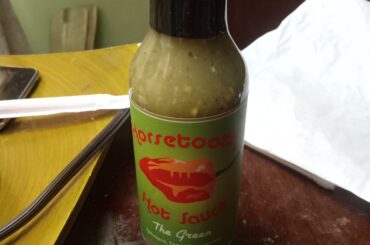 Horsetooth
Hot Sauce
The Green